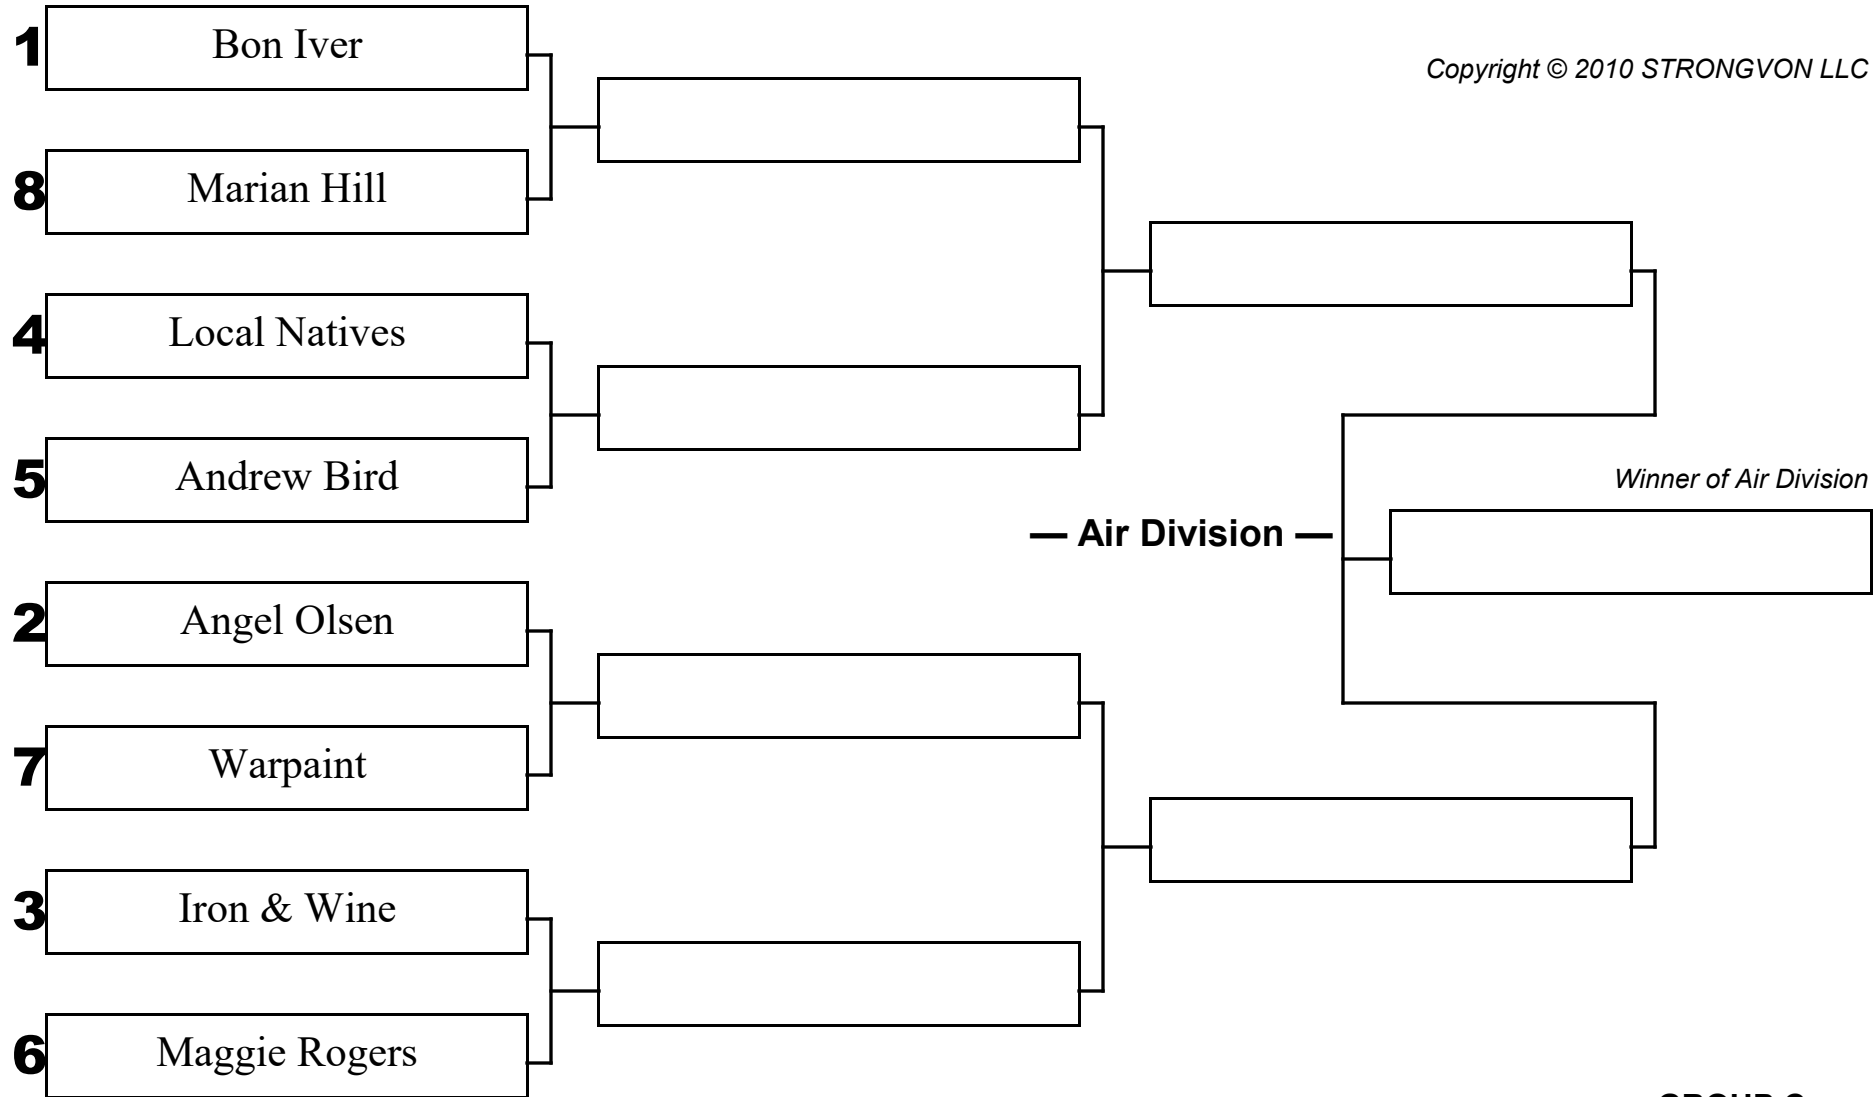 1 Bon Iver
Copyright © 2010 STRONGVON LLC
8 Marian Hill
4 Local Natives
5 Andrew Bird
Winner of Air Division
— Air Division —
2 Angel Olsen
7 Warpaint
3 Iron & Wine
6 Maggie Rogers